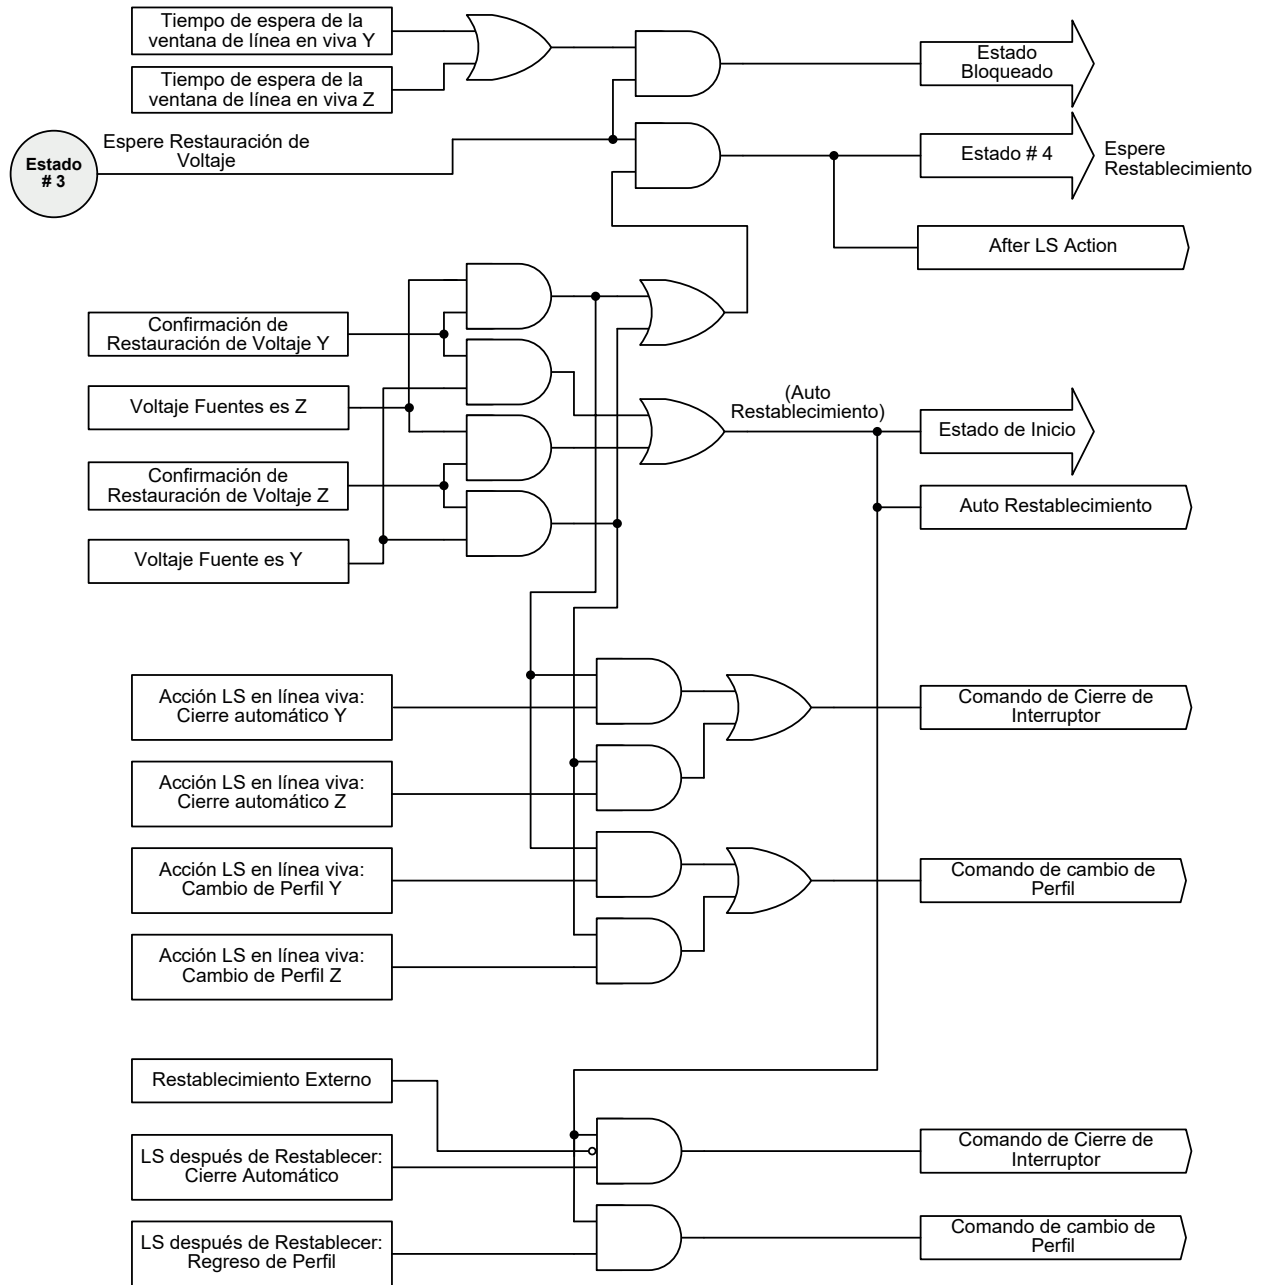 Tiempo de espera de la
ventana de línea en viva Y
Tiempo de espera de la
ventana de línea en viva Z
Estado
Bloqueado
Estado
# 3
Espere Restauración de
Voltaje
Estado # 4
Espere
Restablecimiento
After LS Action
Confirmación de
Restauración de Voltaje Y
Voltaje Fuentes es Z
(Auto
Restablecimiento)
Estado de Inicio
Confirmación de
Restauración de Voltaje Z
Auto Restablecimiento
Voltaje Fuente es Y
Acción LS en línea viva:
Cierre automático Y
Comando de Cierre de
Interruptor
Acción LS en línea viva:
Cierre automático Z
Acción LS en línea viva:
Cambio de Perfil Y
Comando de cambio de
Perfil
Acción LS en línea viva:
Cambio de Perfil Z
Restablecimiento Externo
LS después de Restablecer:
Cierre Automático
Comando de Cierre de
Interruptor
LS después de Restablecer:
Regreso de Perfil
Comando de cambio de
Perfil